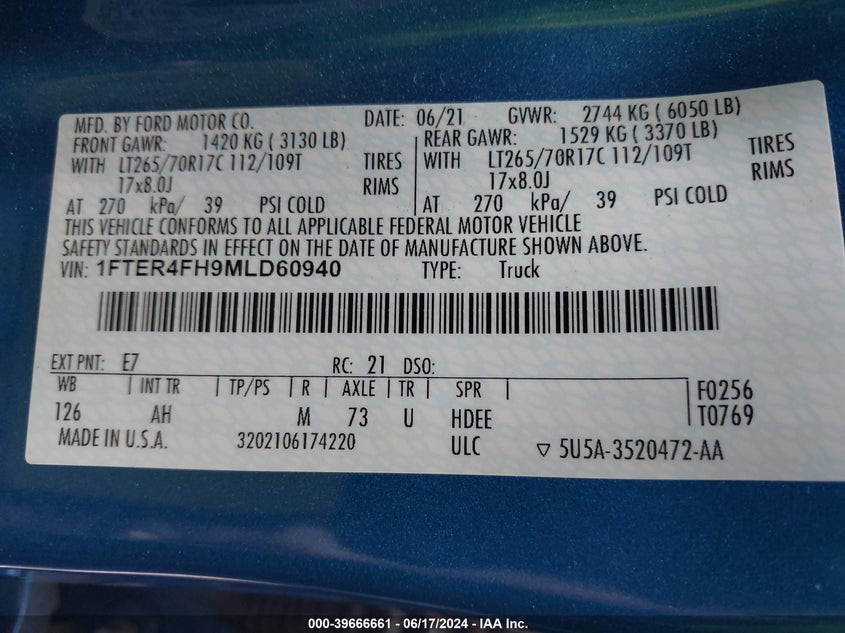 MFD. BY FORD MOTOR CO. DATE: 06/21 GVWR: 2744 KG ( 6050 LB)
FRONT GAWR: 1420 KG ( 3130 LB) REAR GAWR: 1529 KG ( 3370 LB)
WITH LT265/70R17C 112/109T TIRES WITH LT265/70R17C 112/109T TIRES
17x8.0J RIMS 17x8.0J RIMS
AT 270 kPa/ 39 PSI COLD AT 270 kPa/ 39 PSI COLD
THIS VEHICLE CONFORMS TO ALL APPLICABLE FEDERAL MOTOR VEHICLE
SAFETY STANDARDS IN EFFECT ON THE DATE OF MANUFACTURE SHOWN ABOVE.
VIN: 1FTER4FH9MLD60940 TYPE: Truck
EXT PNT: E7 RC: 21 DSO:
WB INT TR TP/PS R AXLE TR SPR F0256
126 AH M 73 U HDEE T0769
MADE IN U.S.A. 3202106174220 ULC ▽ 5U5A-3520472-AA
000-39666661 - 06/17/2024 - IAA Inc.